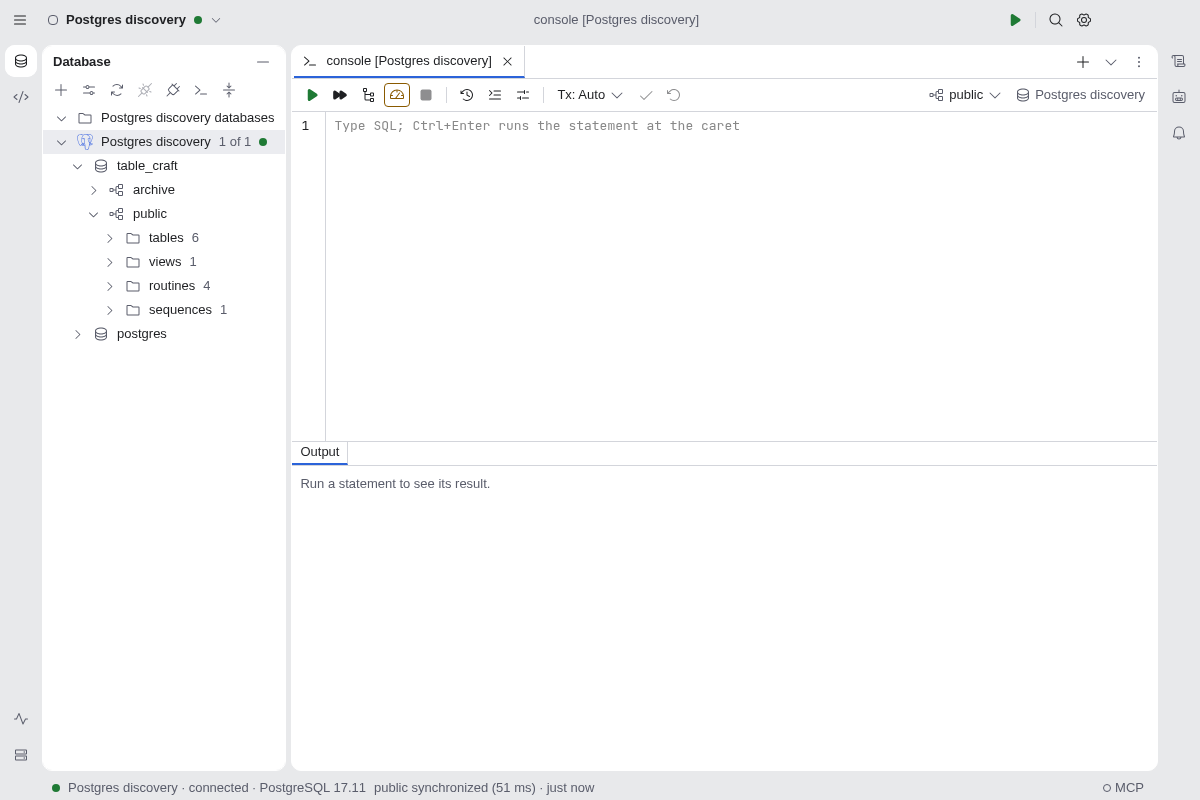 Postgres discovery
console [Postgres discovery]
Database
console [Postgres discovery]
Tx: Auto
public
Postgres discovery
Postgres discovery databases
Postgres discovery 1 of 1
table_craft
archive
public
tables 6
views 1
routines 4
sequences 1
postgres
1
Type SQL; Ctrl+Enter runs the statement at the caret
Output
Run a statement to see its result.
Postgres discovery · connected · PostgreSQL 17.11 public synchronized (51 ms) · just now
MCP